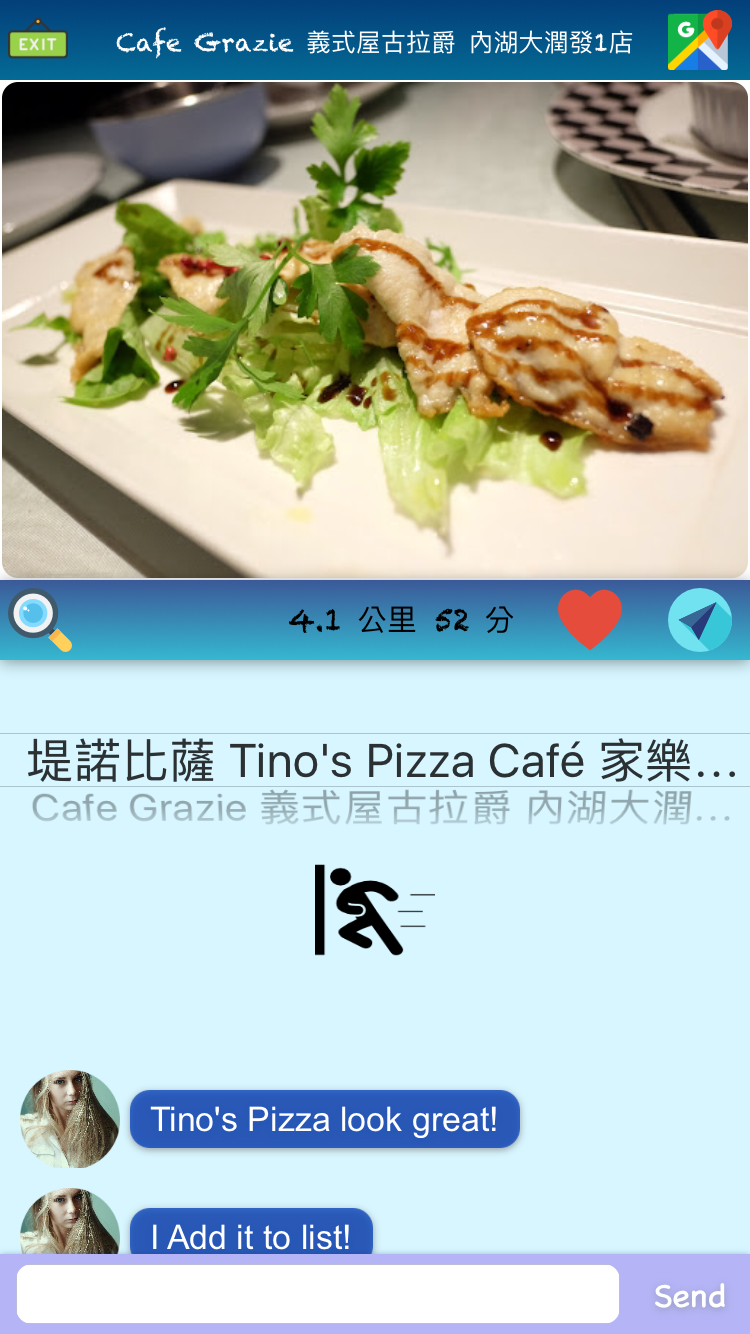 EXIT
Cafe Grazie 義式屋古拉爵 內湖大潤發1店
G
4.1 公里 52 分
堤諾比薩 Tino's Pizza Café 家樂...
Cafe Grazie 義式屋古拉爵 內湖大潤...
Tino's Pizza look great!
I Add it to list!
Send